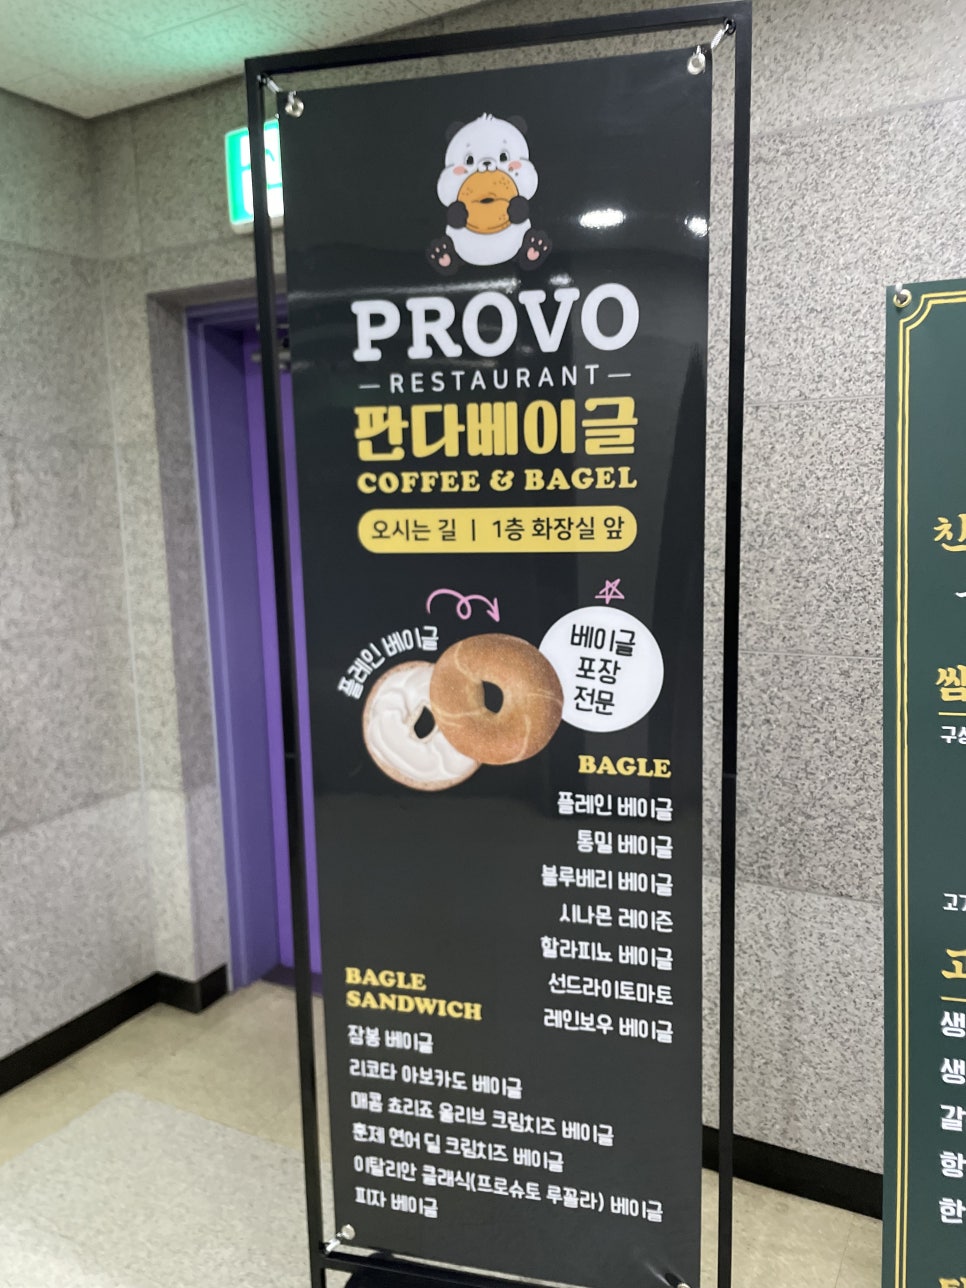 PROVO
RESTAURANT
판다베이글
COFFEE & BAGEL
오시는 길 | 1층 화장실 앞
플레인 베이글
베이글
포장
전문
BAGLE
플레인 베이글
통밀 베이글
블루베리 베이글
시나몬 레이즌
할라피뇨 베이글
선드라이토마토
레인보우 베이글
BAGLE
SANDWICH
잠봉 베이글
리코타 아보카도 베이글
매콤 쵸리죠 올리브 크림치즈 베이글
훈제 연어 딜 크림치즈 베이글
이탈리안 클래식(프로슈토 루꼴라) 베이글
피자 베이글
생
생
갈
항
한